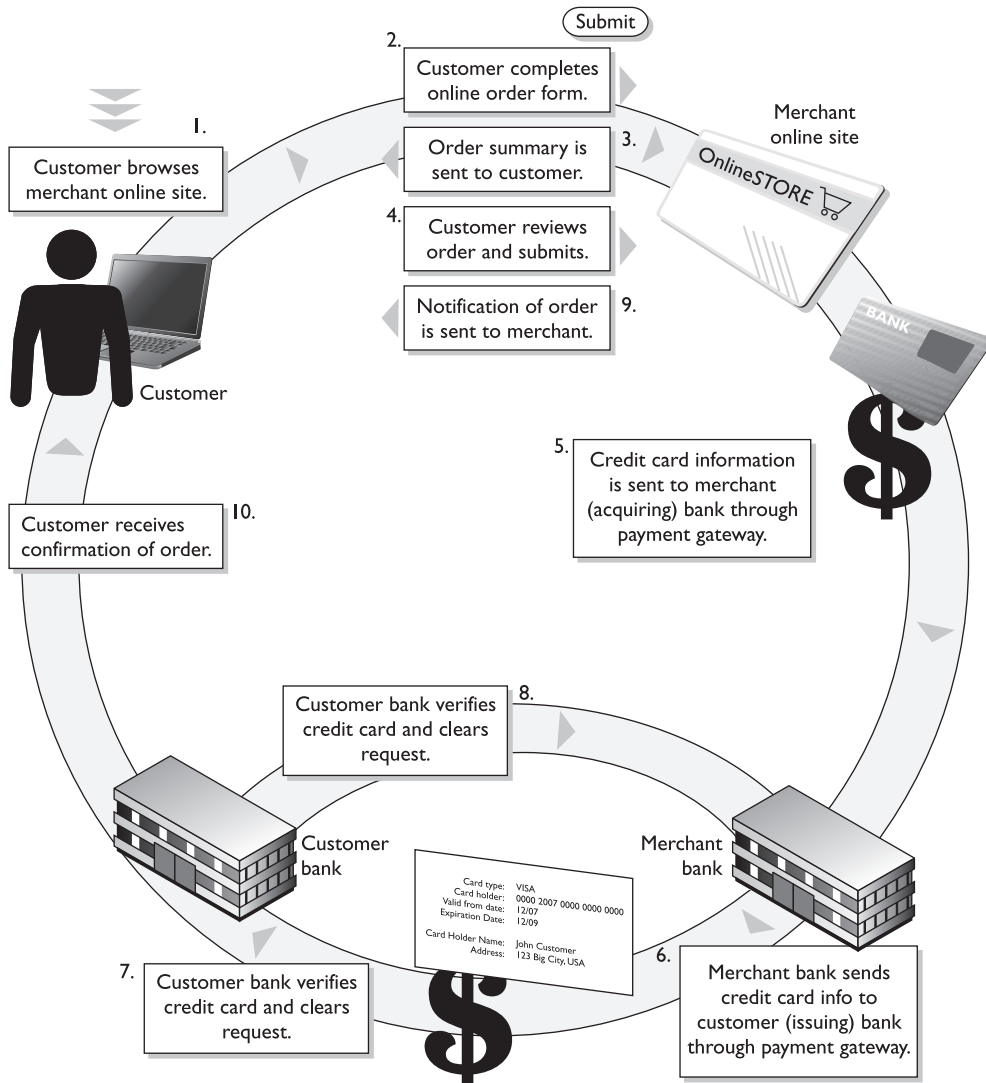 Submit
2.
Customer completes
online order form.
Merchant
online site
1.
Customer browses
merchant online site.
Order summary is
sent to customer.
3.
OnlineSTORE
4.
Customer reviews
order and submits.
Notification of order
is sent to merchant.
9.
BANK
Customer
5.
Credit card information
is sent to merchant
(acquiring) bank through
payment gateway.
$
Customer receives
confirmation of order.
10.
Customer bank verifies
credit card and clears
request.
8.
Customer
bank
Merchant
bank
Card type: VISA
Card holder: 0000 2007 0000 0000 0000
Valid from date: 12/07
Expiration Date: 12/09
Card Holder Name: John Customer
Address: 123 Big City, USA
$
7.
Customer bank verifies
credit card and clears
request.
6.
Merchant bank sends
credit card info to
customer (issuing) bank
through payment gateway.